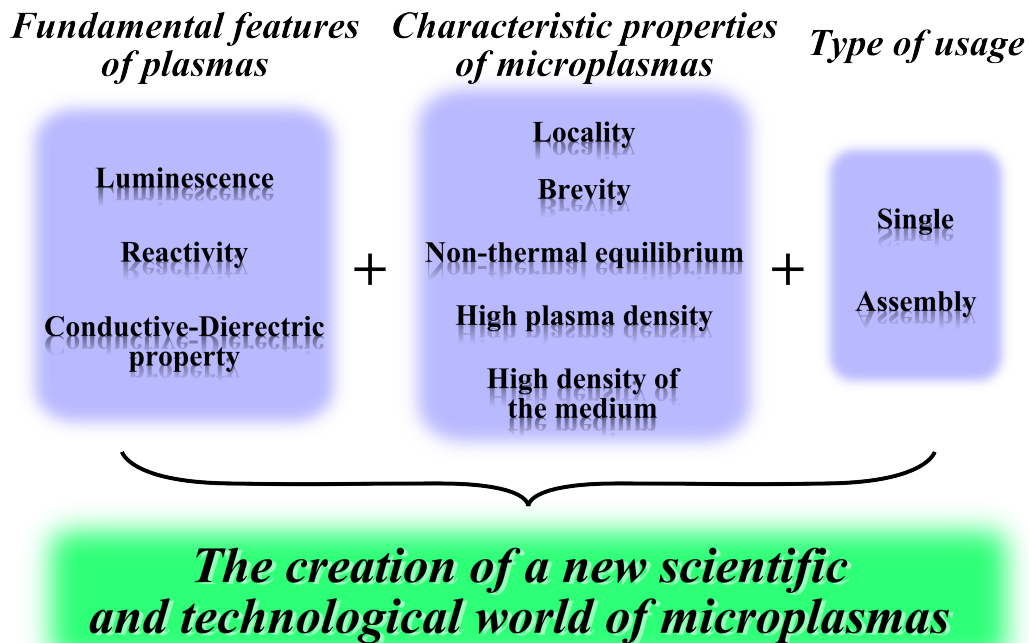 Fundamental features
of plasmas
Characteristic properties
of microplasmas
Type of usage
Luminescence
Reactivity
Conductive-Dierectric
property
+
Locality
Brevity
Non-thermal equilibrium
High plasma density
High density of
the medium
+
Single
Assembly
The creation of a new scientific
and technological world of microplasmas